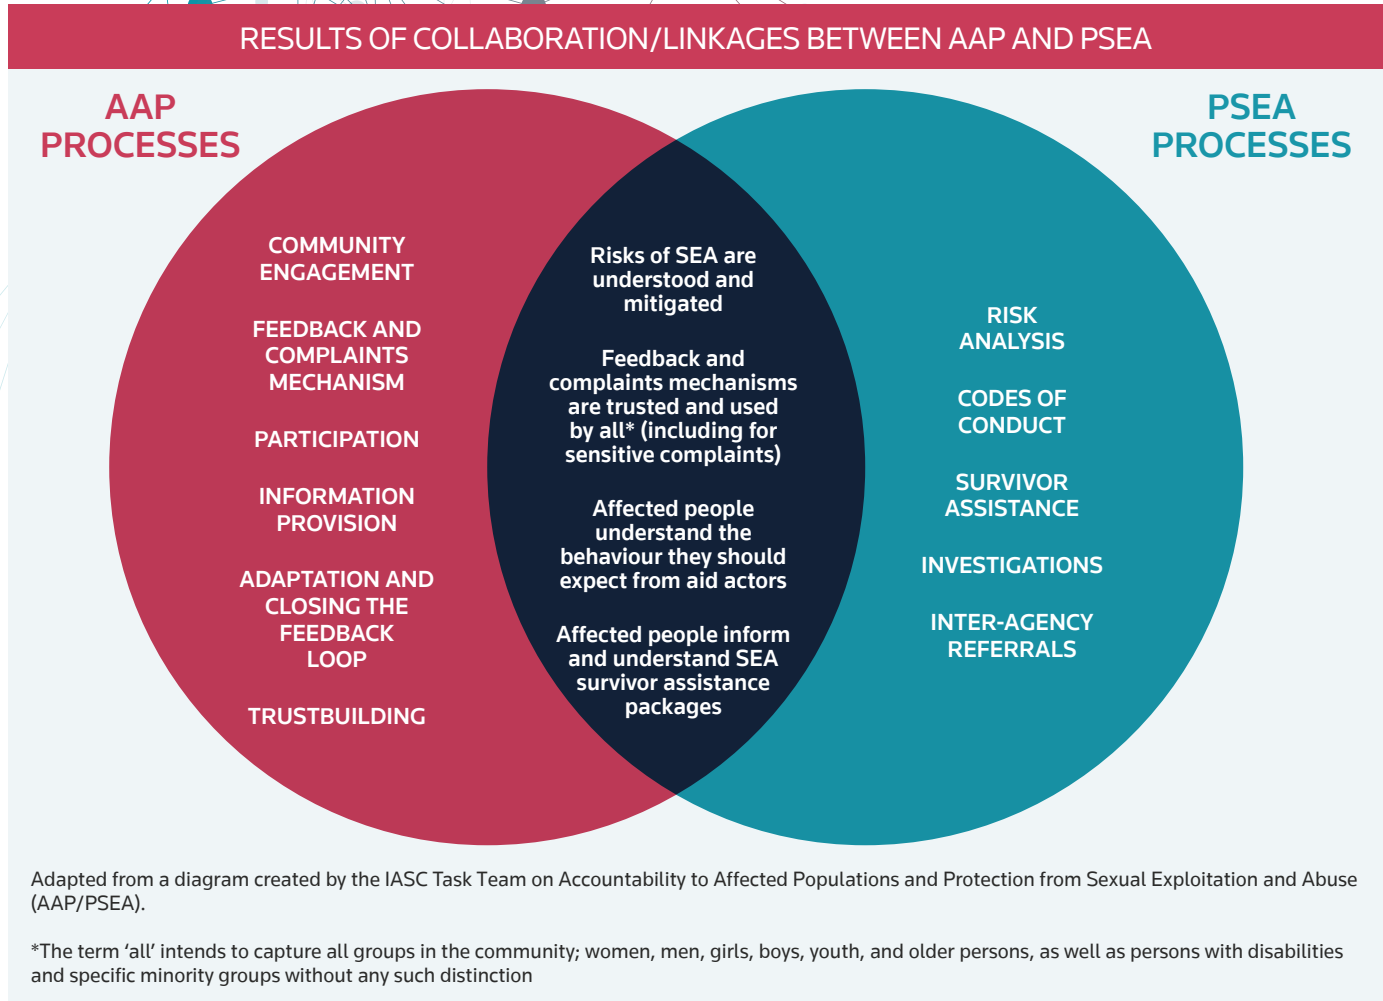 RESULTS OF COLLABORATION/LINKAGES BETWEEN AAP AND PSEA
AAP
PROCESSES
COMMUNITY
ENGAGEMENT
FEEDBACK AND
COMPLAINTS
MECHANISM
PARTICIPATION
INFORMATION
PROVISION
ADAPTATION AND
CLOSING THE
FEEDBACK
LOOP
TRUSTBUILDING
Risks of SEA are
understood and
mitigated
Feedback and
complaints mechanisms
are trusted and used
by all* (including for
sensitive complaints)
Affected people
understand the
behaviour they should
expect from aid actors
Affected people inform
and understand SEA
survivor assistance
packages
PSEA
PROCESSES
RISK
ANALYSIS
CODES OF
CONDUCT
SURVIVOR
ASSISTANCE
INVESTIGATIONS
INTER-AGENCY
REFERRALS
Adapted from a diagram created by the IASC Task Team on Accountability to Affected Populations and Protection from Sexual Exploitation and Abuse
(AAP/PSEA).
*The term ‘all’ intends to capture all groups in the community; women, men, girls, boys, youth, and older persons, as well as persons with disabilities
and specific minority groups without any such distinction